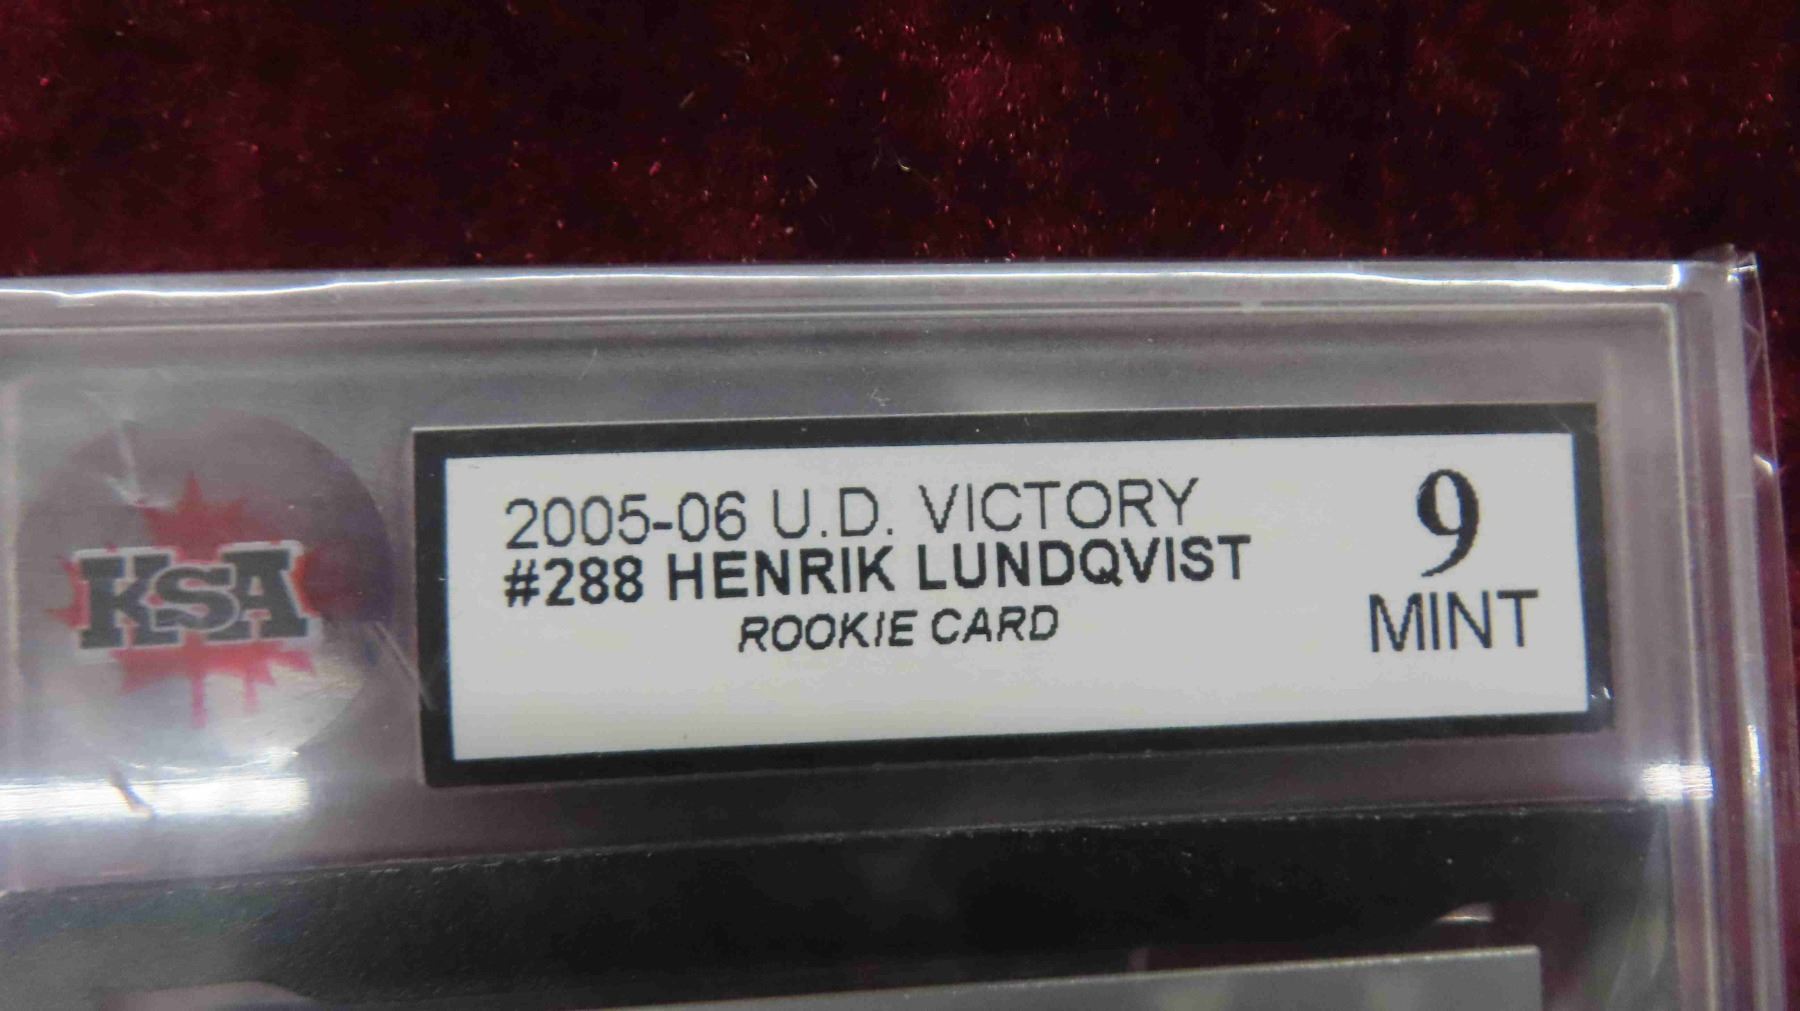 KSA
2005-06 U.D. VICTORY
#288 HENRIK LUNDQVIST
ROOKIE CARD
9
MINT